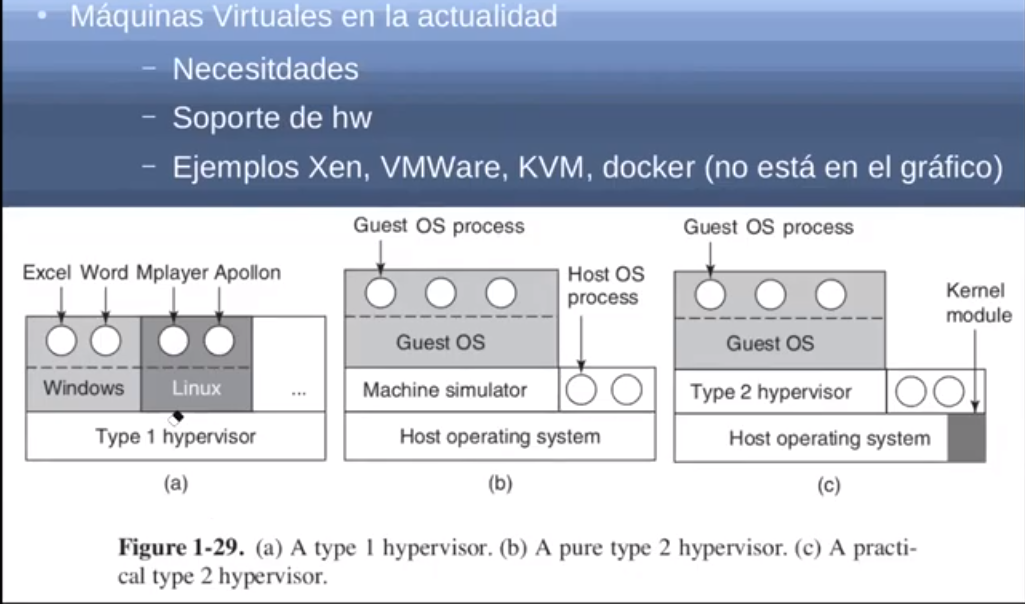 • Máquinas Virtuales en la actualidad
– Necesitdades
– Soporte de hw
– Ejemplos Xen, VMWare, KVM, docker (no está en el gráfico)
Excel Word Mplayer Apollon
Windows
Linux
...
Type 1 hypervisor
(a)
Guest OS process
Host OS
process
Guest OS
Machine simulator
Host operating system
(b)
Guest OS process
Kernel
module
Guest OS
Type 2 hypervisor
Host operating system
(c)
Figure 1-29. (a) A type 1 hypervisor. (b) A pure type 2 hypervisor. (c) A practi-
cal type 2 hypervisor.